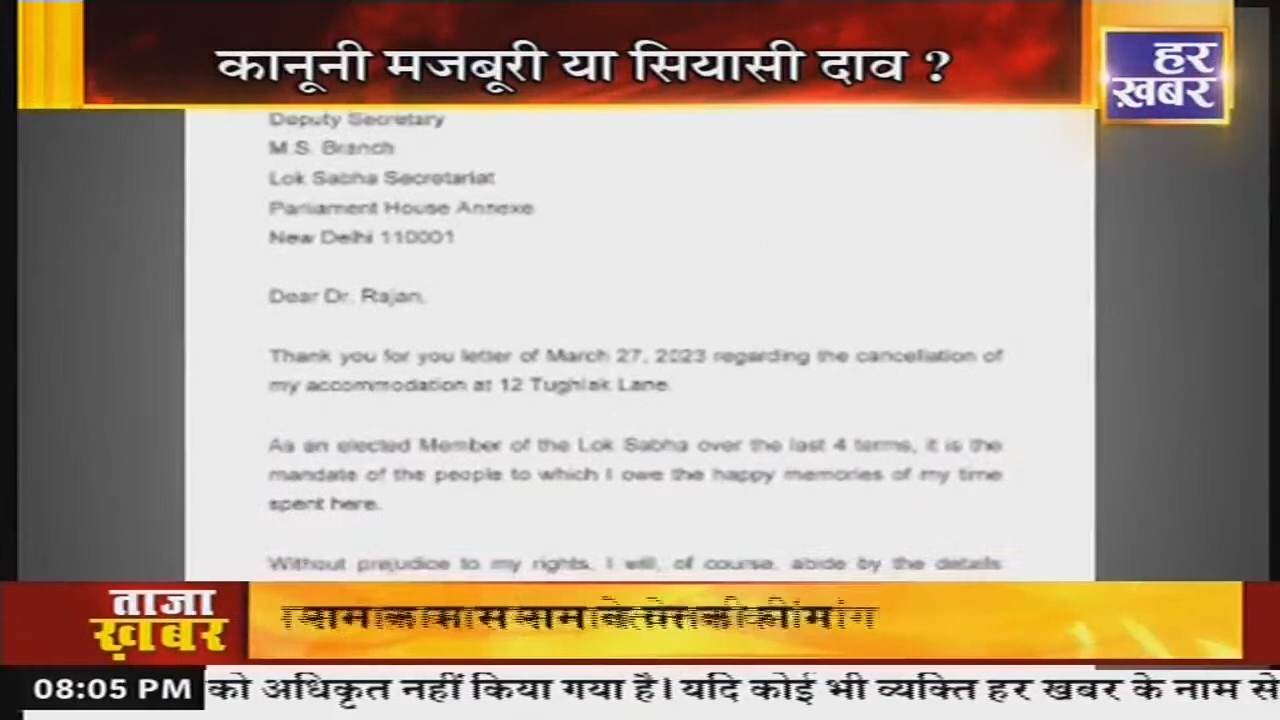 कानूनी मजबूरी या सियासी दाव ?
हर
ख़बर
Deputy Secretary
M.S. Branch
Lok Sabha Secretariat
Parliament House Annexe
New Delhi 110001
Dear Dr. Rajan,
Thank you for you letter of March 27, 2023 regarding the cancellation of
my accommodation at 12 Tughlak Lane.
As an elected Member of the Lok Sabha over the last 4 terms, it is the
mandate of the people to which I owe the happy memories of my time
spent here.
Without prejudice to my rights, I will, of course, abide by the details
ताजा
ख़बर
08:05 PM
को अधिकृत नहीं किया गया है। यदि कोई भी व्यक्ति हर खबर के नाम से